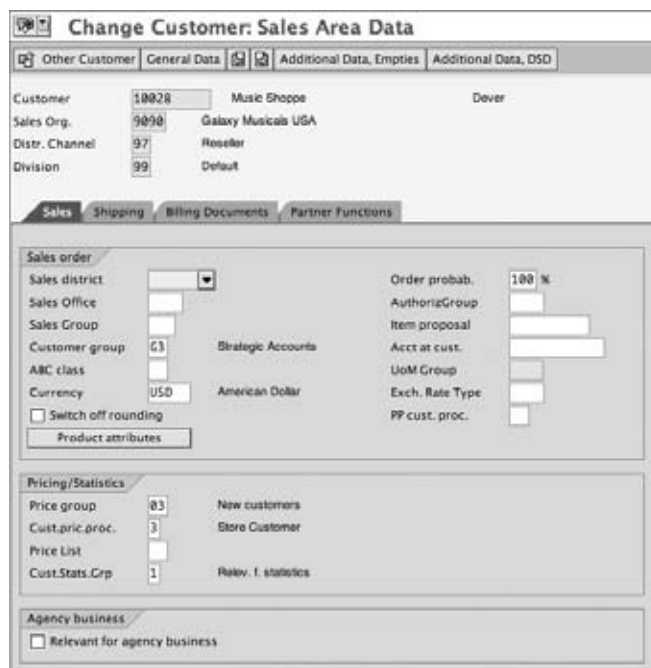 Change Customer: Sales Area Data
Other Customer General Data Additional Data, Empties Additional Data, DSD
Customer 10028 Music Shoppe Dever
Sales Org. 9090 Galaxy Musicals USA
Distr. Channel 97 Reseller
Division 99 Default
Sales Shipping Billing Documents Partner Functions
Sales order
Sales district Order probab. 100 %
Sales Office AuthorizGroup
Sales Group Item proposal
Customer group G3 Strategic Accounts Acct at cust.
ABC class UoM Group
Currency USD American Dollar Exch. Rate Type
Switch off rounding PP cust. proc.
Product attributes
Pricing/Statistics
Price group 03 New customers
Cust.pric.proc. 3 Store Customer
Price List
Cust.Stats.Grp 1 Relev. f. statistics
Agency business
Relevant for agency business